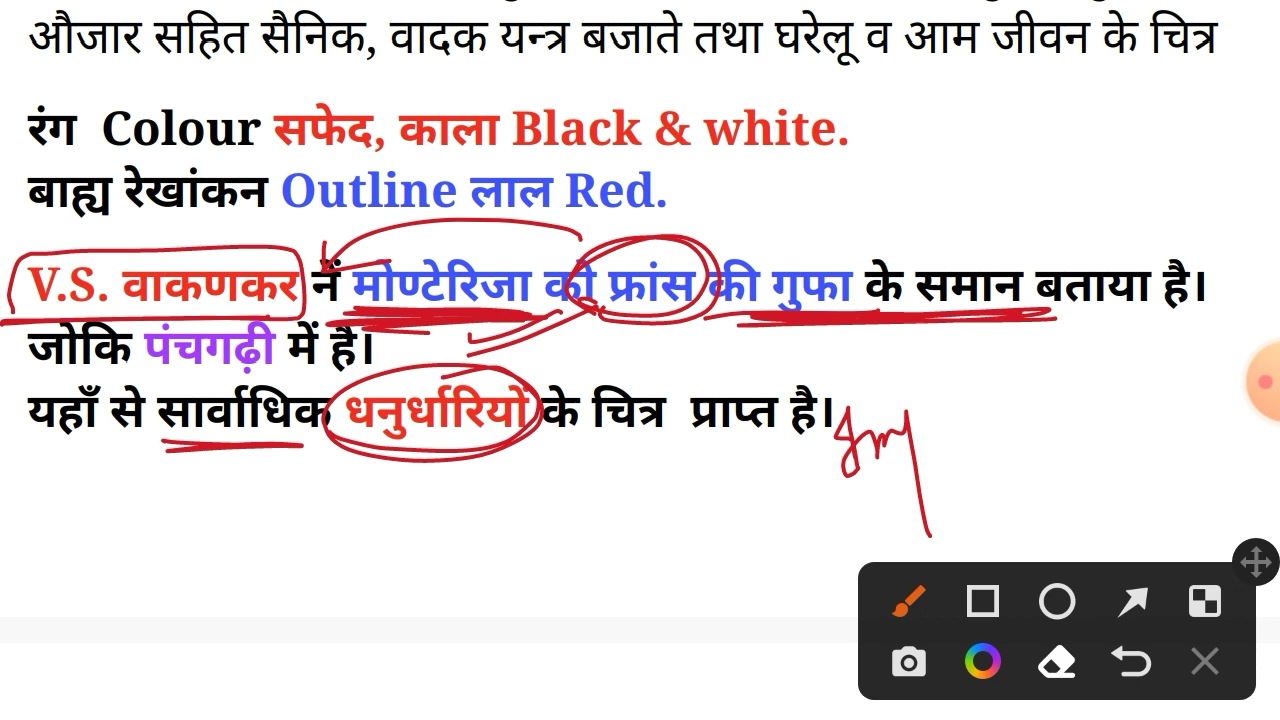 औजार सहित सैनिक, वादक यन्त्र बजाते तथा घरेलू व आम जीवन के चित्र
रंग Colour सफेद, काला Black & white.
बाह्य रेखांकन Outline लाल Red.
V.S. वाकणकर नें मोण्टेरिजा को फ्रांस की गुफा के समान बताया है।
जोकि पंचगढ़ी में है।
यहाँ से सार्वाधिक धनुर्धारियों के चित्र प्राप्त है।